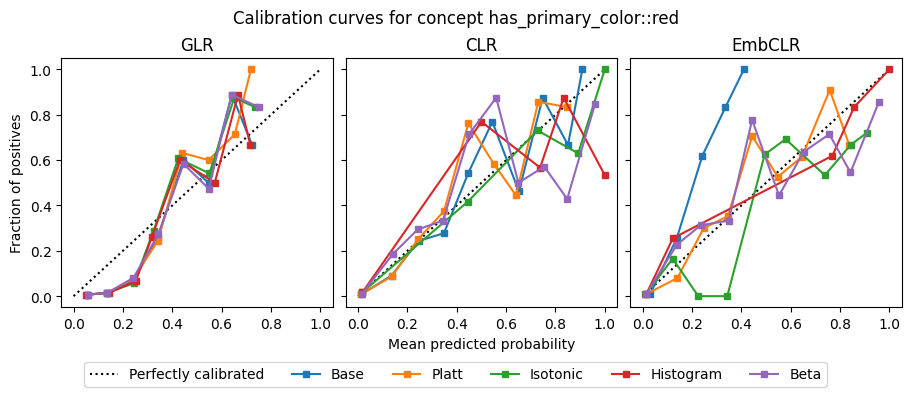 Calibration curves for concept has_primary_color::red
GLR
CLR
EmbCLR
Fraction of positives
1.0
0.8
0.6
0.4
0.2
0.0
0.0 0.2 0.4 0.6 0.8 1.0
0.0 0.2 0.4 0.6 0.8 1.0
0.0 0.2 0.4 0.6 0.8 1.0
Mean predicted probability
Perfectly calibrated Base Platt Isotonic Histogram Beta